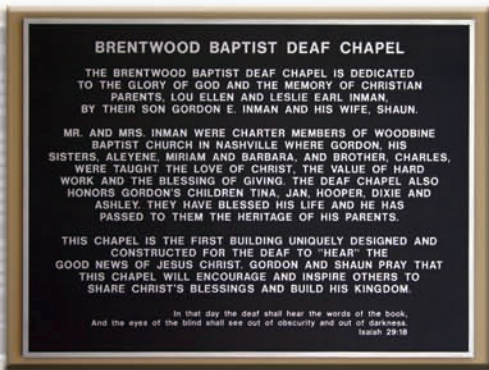 BRENTWOOD BAPTIST DEAF CHAPEL
THE BRENTWOOD BAPTIST DEAF CHAPEL IS DEDICATED
TO THE GLORY OF GOD AND THE MEMORY OF CHRISTIAN
PARENTS, LOU ELLEN AND LESLIE EARL INMAN,
BY THEIR SON GORDON E. INMAN AND HIS WIFE, SHAUN.
MR. AND MRS. INMAN WERE CHARTER MEMBERS OF WOODBINE
BAPTIST CHURCH IN NASHVILLE WHERE GORDON, HIS
SISTERS, ALEYENE, MIRIAM AND BARBARA, AND BROTHER, CHARLES,
WERE TAUGHT THE LOVE OF CHRIST, THE VALUE OF HARD
WORK AND THE BLESSING OF GIVING. THE DEAF CHAPEL ALSO
HONORS GORDON'S CHILDREN TINA, JAN, HOOPER, DIXIE AND
ASHLEY. THEY HAVE BLESSED HIS LIFE AND HE HAS
PASSED TO THEM THE HERITAGE OF HIS PARENTS.
THIS CHAPEL IS THE FIRST BUILDING UNIQUELY DESIGNED AND
CONSTRUCTED FOR THE DEAF TO "HEAR" THE
GOOD NEWS OF JESUS CHRIST. GORDON AND SHAUN PRAY THAT
THIS CHAPEL WILL ENCOURAGE AND INSPIRE OTHERS TO
SHARE CHRIST'S BLESSINGS AND BUILD HIS KINGDOM.
In that day the deaf shall hear the words of the book,
And the eyes of the blind shall see out of obscurity and out of darkness.
Isaiah 29:18